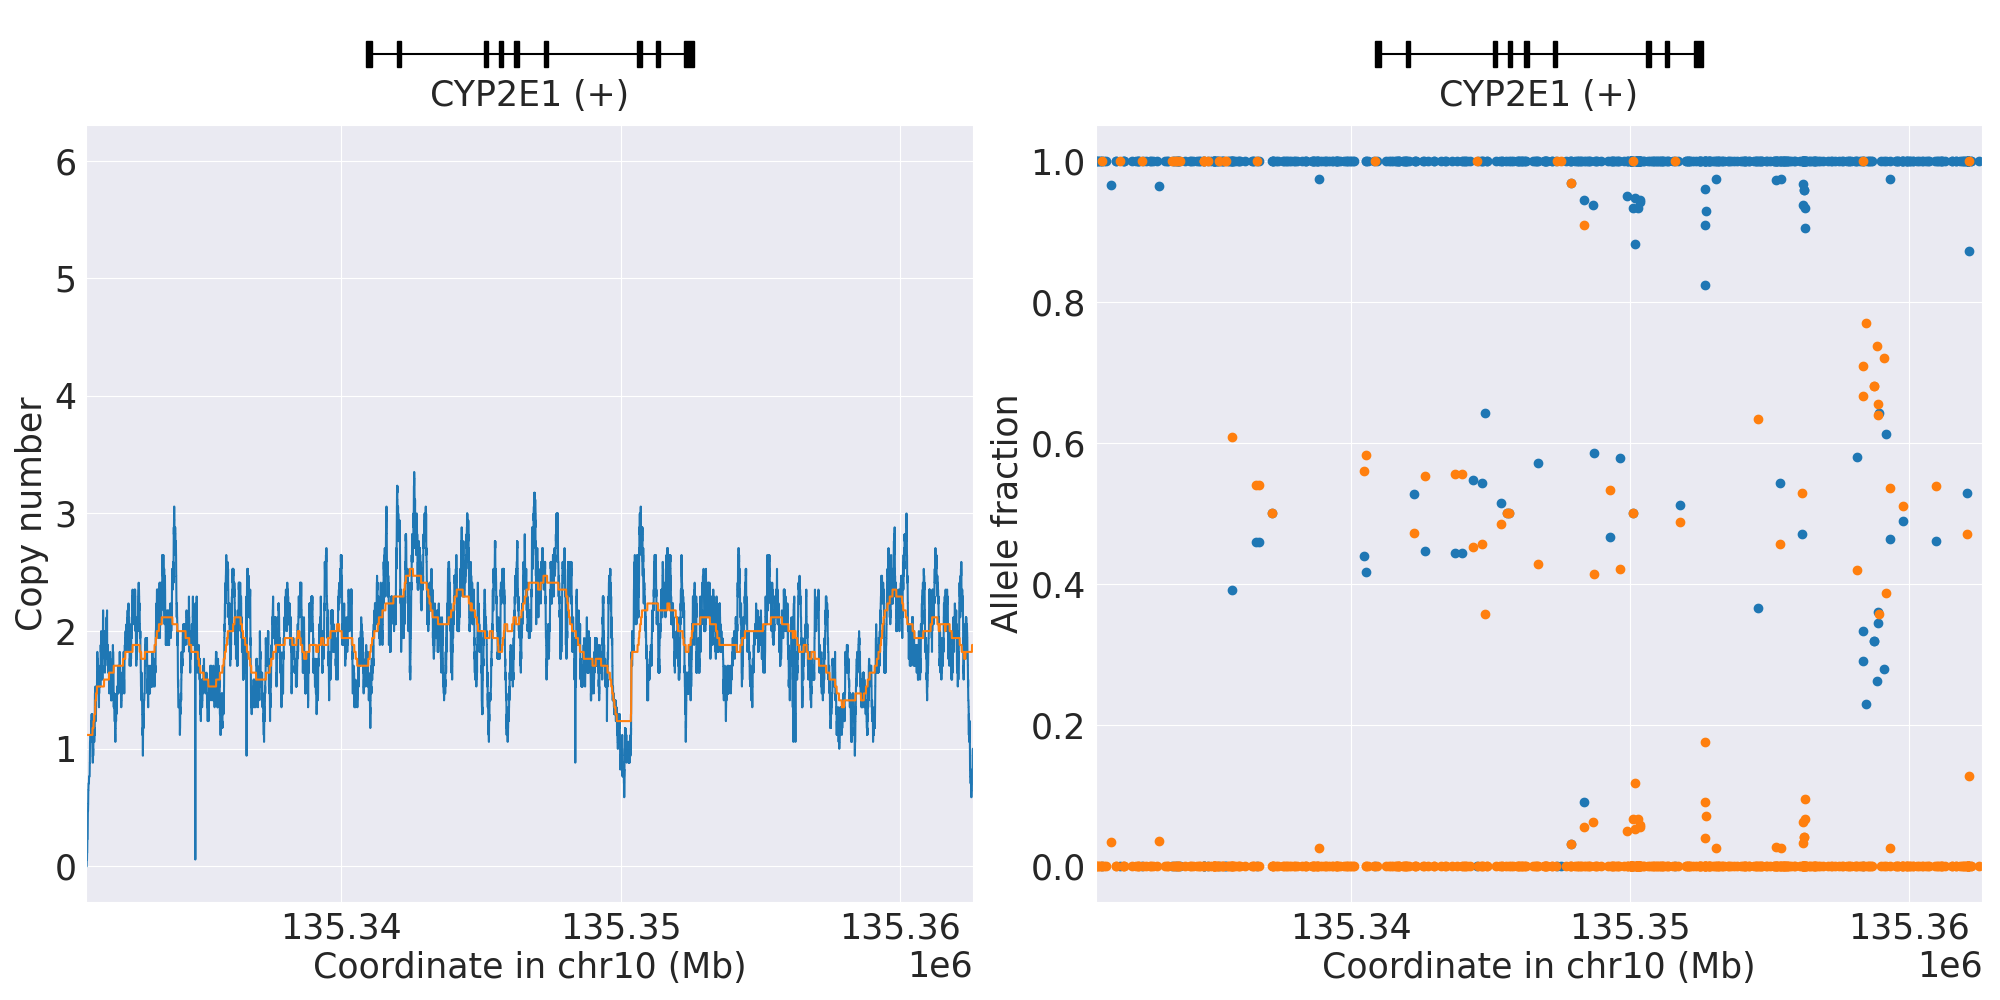 CYP2E1 (+)
6
5
4
3
2
1
0
Copy number
135.34 135.35 135.36
Coordinate in chr10 (Mb)
1e6
CYP2E1 (+)
1.0
0.8
0.6
0.4
0.2
0.0
Allele fraction
135.34 135.35 135.36
Coordinate in chr10 (Mb)
1e6